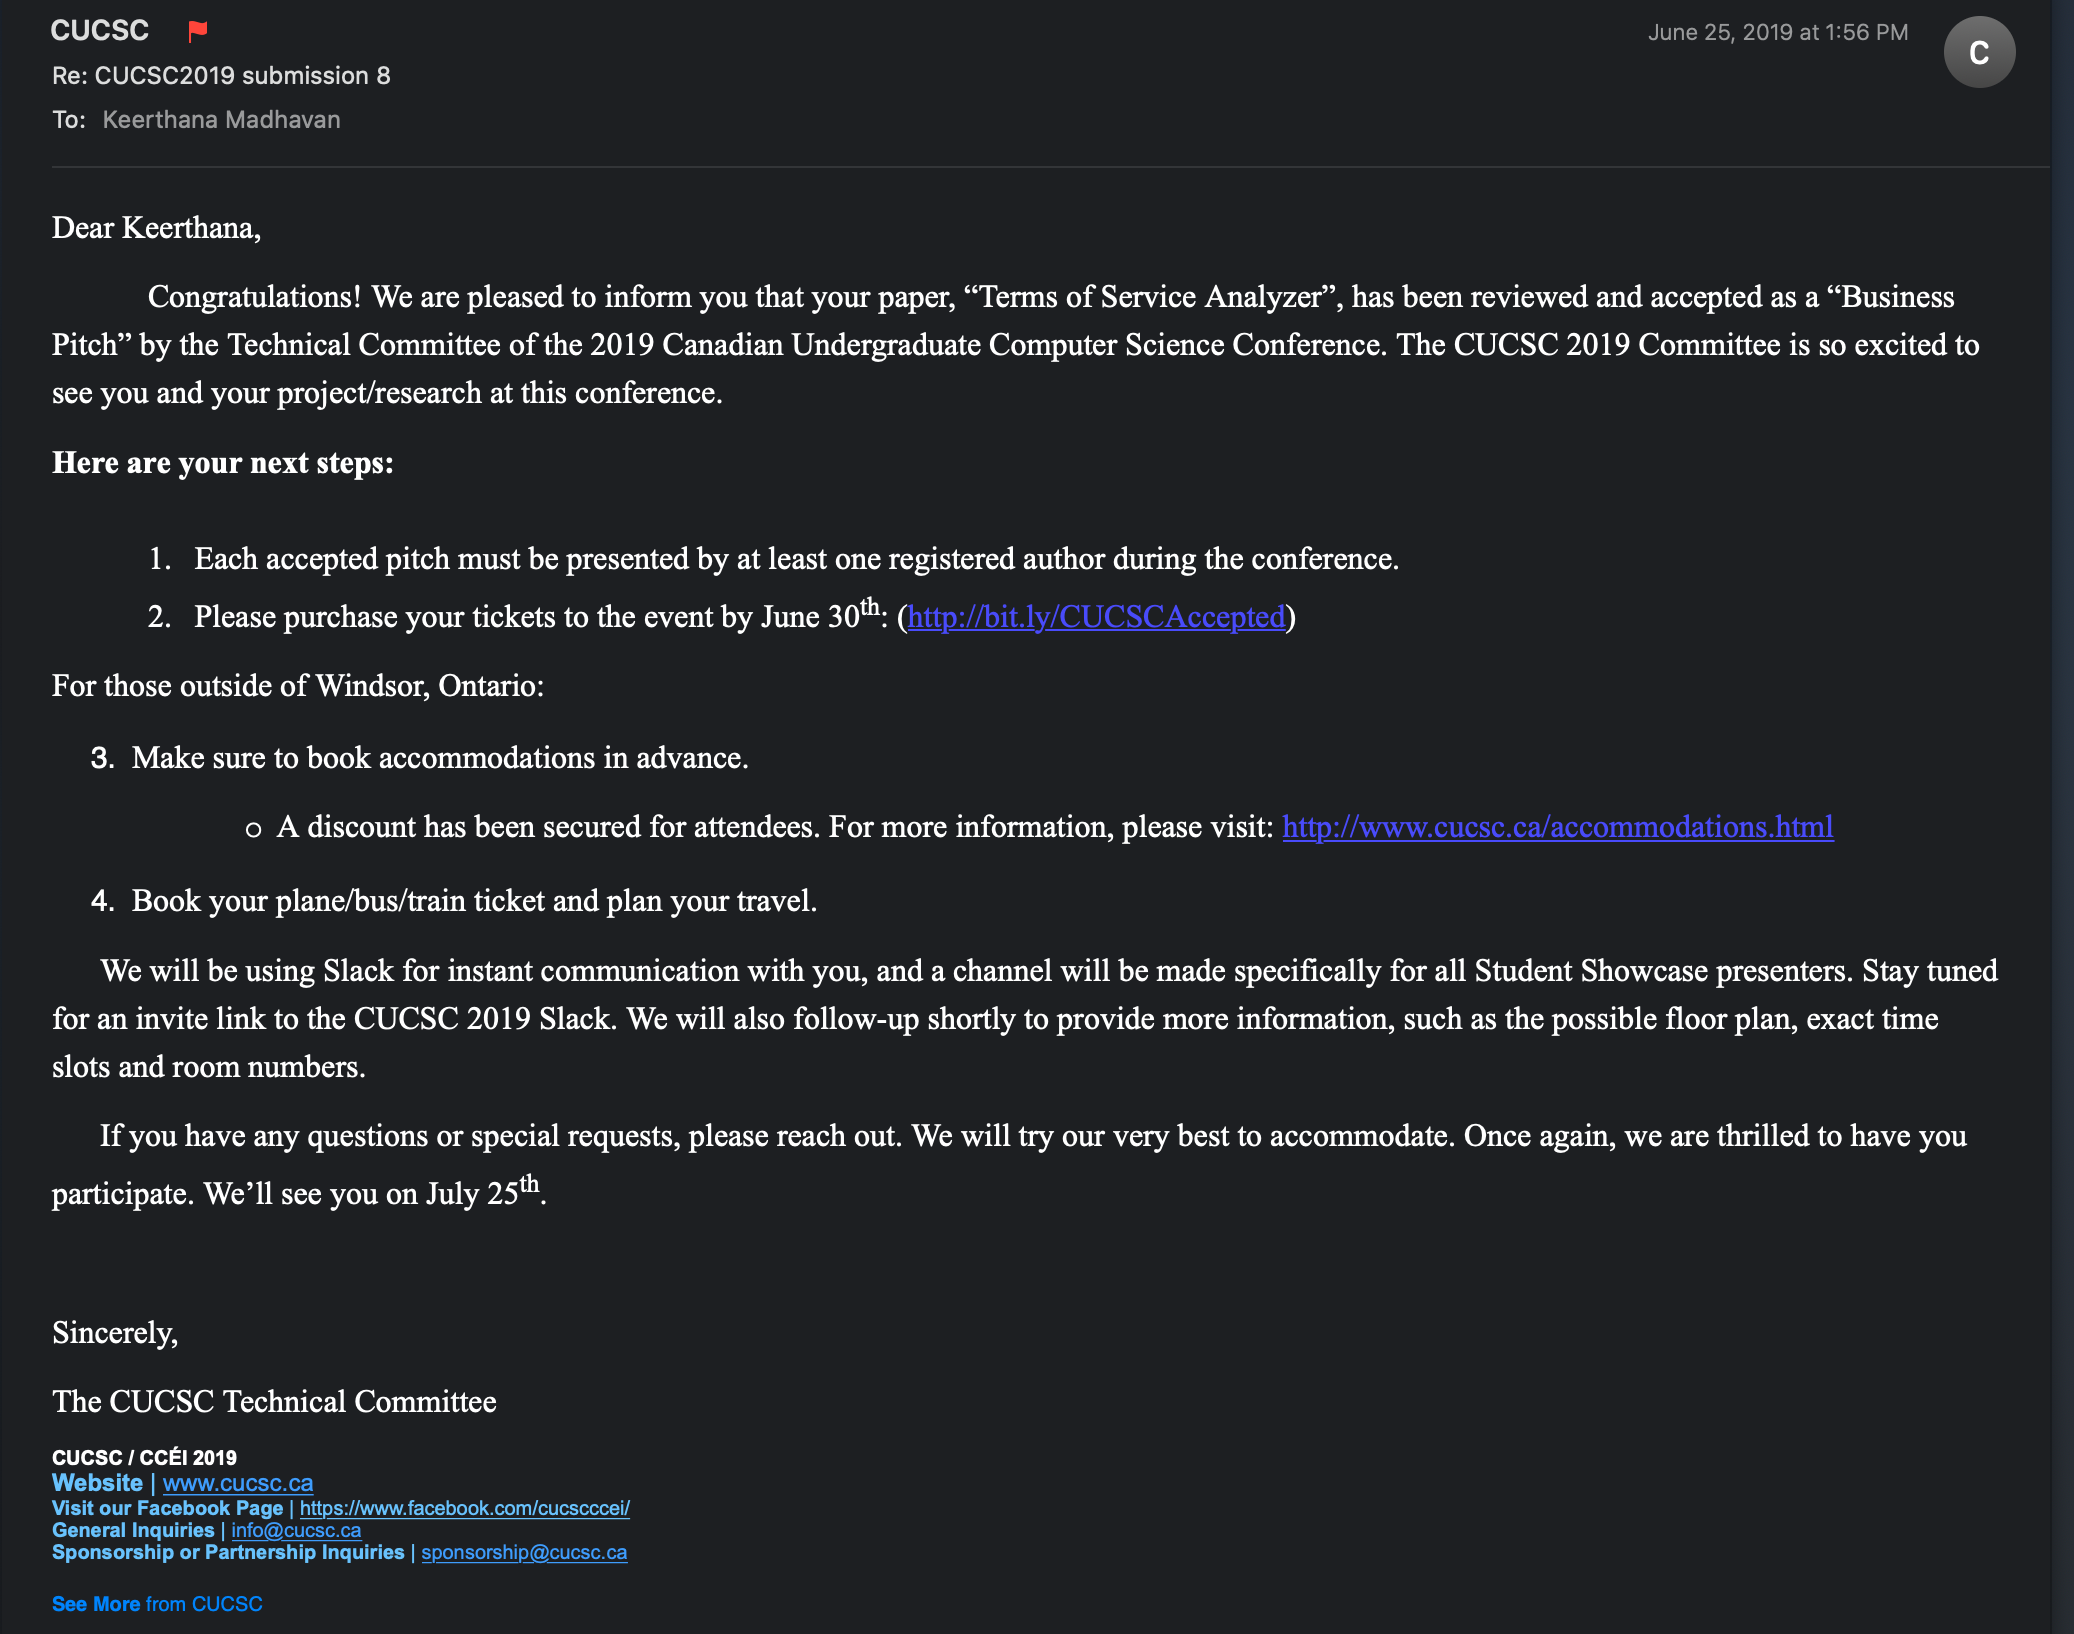 CUCSC
June 25, 2019 at 1:56 PM
C
Re: CUCSC2019 submission 8
To: Keerthana Madhavan
Dear Keerthana,
Congratulations! We are pleased to inform you that your paper, “Terms of Service Analyzer”, has been reviewed and accepted as a “Business
Pitch” by the Technical Committee of the 2019 Canadian Undergraduate Computer Science Conference. The CUCSC 2019 Committee is so excited to
see you and your project/research at this conference.
Here are your next steps:
1. Each accepted pitch must be presented by at least one registered author during the conference.
2. Please purchase your tickets to the event by June 30th: (http://bit.ly/CUCSCAccepted)
For those outside of Windsor, Ontario:
3. Make sure to book accommodations in advance.
o A discount has been secured for attendees. For more information, please visit: http://www.cucsc.ca/accommodations.html
4. Book your plane/bus/train ticket and plan your travel.
We will be using Slack for instant communication with you, and a channel will be made specifically for all Student Showcase presenters. Stay tuned
for an invite link to the CUCSC 2019 Slack. We will also follow-up shortly to provide more information, such as the possible floor plan, exact time
slots and room numbers.
If you have any questions or special requests, please reach out. We will try our very best to accommodate. Once again, we are thrilled to have you
participate. We’ll see you on July 25th.
Sincerely,
The CUCSC Technical Committee
CUCSC / CCÉI 2019
Website | www.cucsc.ca
Visit our Facebook Page | https://www.facebook.com/cucscccei/
General Inquiries | info@cucsc.ca
Sponsorship or Partnership Inquiries | sponsorship@cucsc.ca
See More from CUCSC